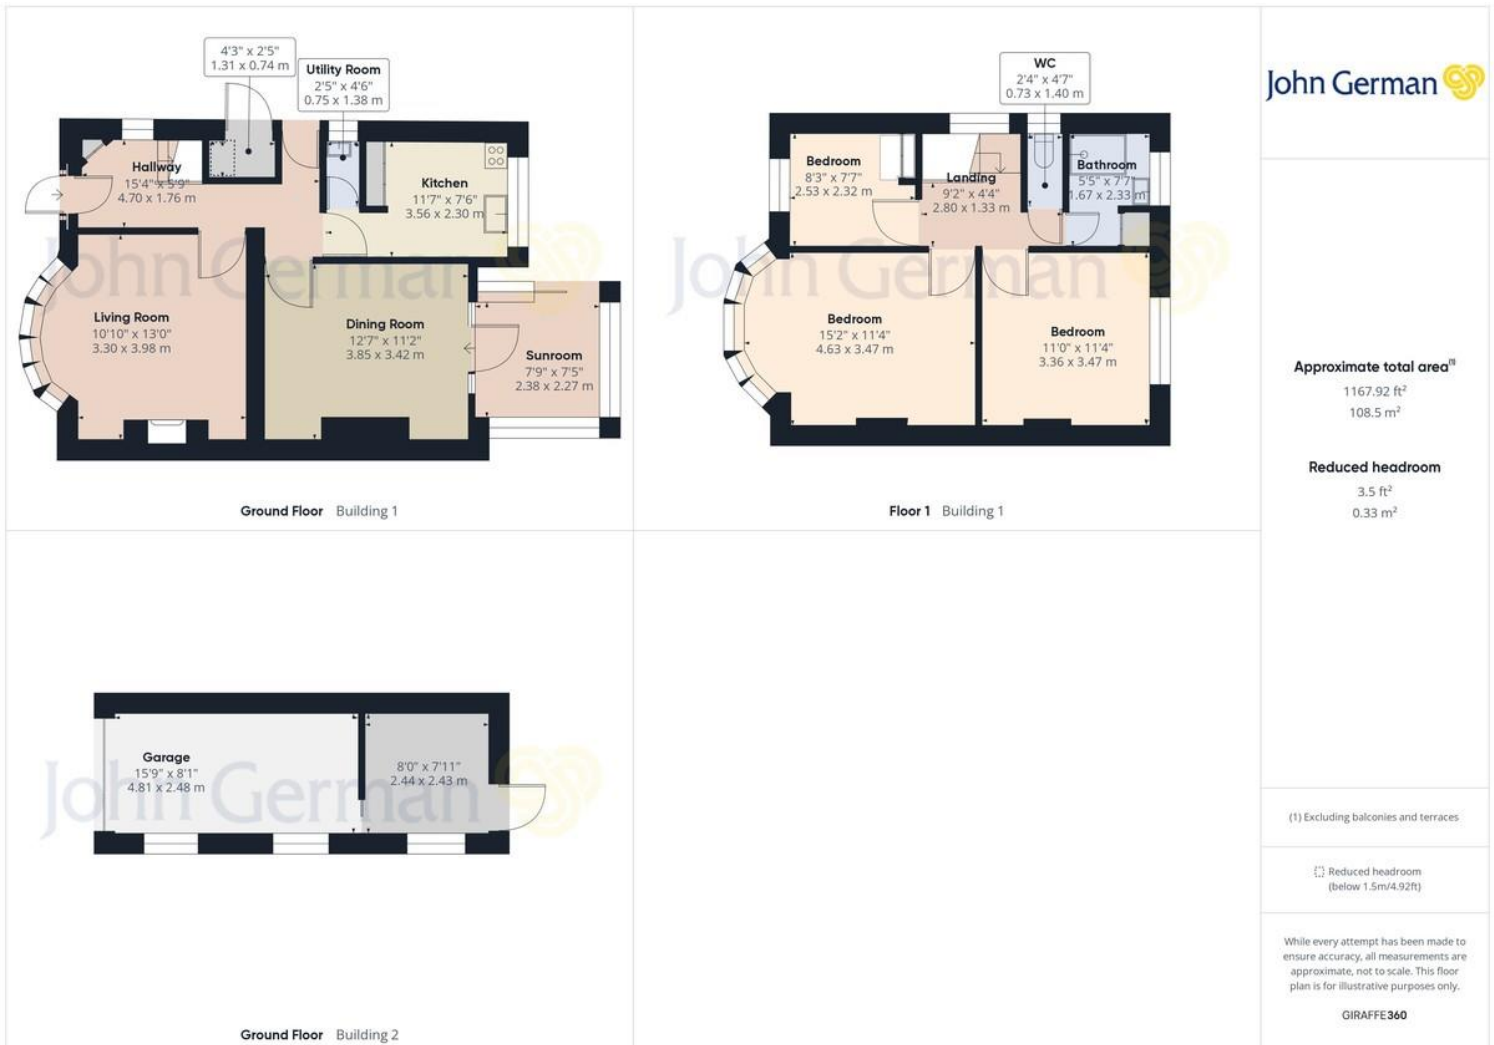 4'3" x 2'5"
1.31 x 0.74 m
Utility Room
2'5" x 4'6"
0.75 x 1.38 m
Hallway
15'4" x 5'9"
4.70 x 1.76 m
Kitchen
11'7" x 7'6"
3.56 x 2.30 m
Living Room
10'10" x 13'0"
3.30 x 3.98 m
Dining Room
12'7" x 11'2"
3.85 x 3.42 m
Sunroom
7'9" x 7'5"
2.38 x 2.27 m
John German
Ground Floor Building 1
WC
2'4" x 4'7"
0.73 x 1.40 m
Bedroom
8'3" x 7'7"
2.53 x 2.32 m
Landing
9'2" x 4'4"
2.80 x 1.33 m
Bathroom
5'5" x 7'7"
1.67 x 2.33 m
Bedroom
15'2" x 11'4"
4.63 x 3.47 m
Bedroom
11'0" x 11'4"
3.36 x 3.47 m
John German
Floor 1 Building 1
Garage
15'9" x 8'1"
4.81 x 2.48 m
8'0" x 7'11"
2.44 x 2.43 m
John German
Ground Floor Building 2
John German
Approximate total area(1)
1167.92 ft²
108.5 m²
Reduced headroom
3.5 ft²
0.33 m²
(1) Excluding balconies and terraces
Reduced headroom
(below 1.5m/4.92ft)
While every attempt has been made to
ensure accuracy, all measurements are
approximate, not to scale. This floor
plan is for illustrative purposes only.
GIRAFFE360